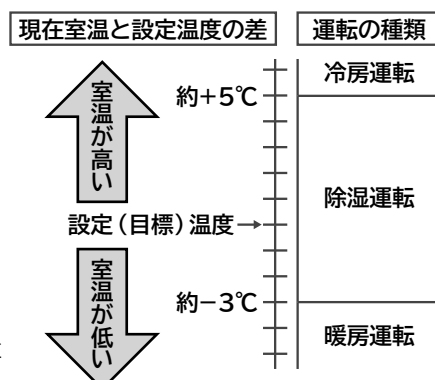 現在室温と設定温度の差
運転の種類
室温が高い
約+5℃
冷房運転
設定(目標)温度→
除湿運転
室温が低い
約−3℃
暖房運転